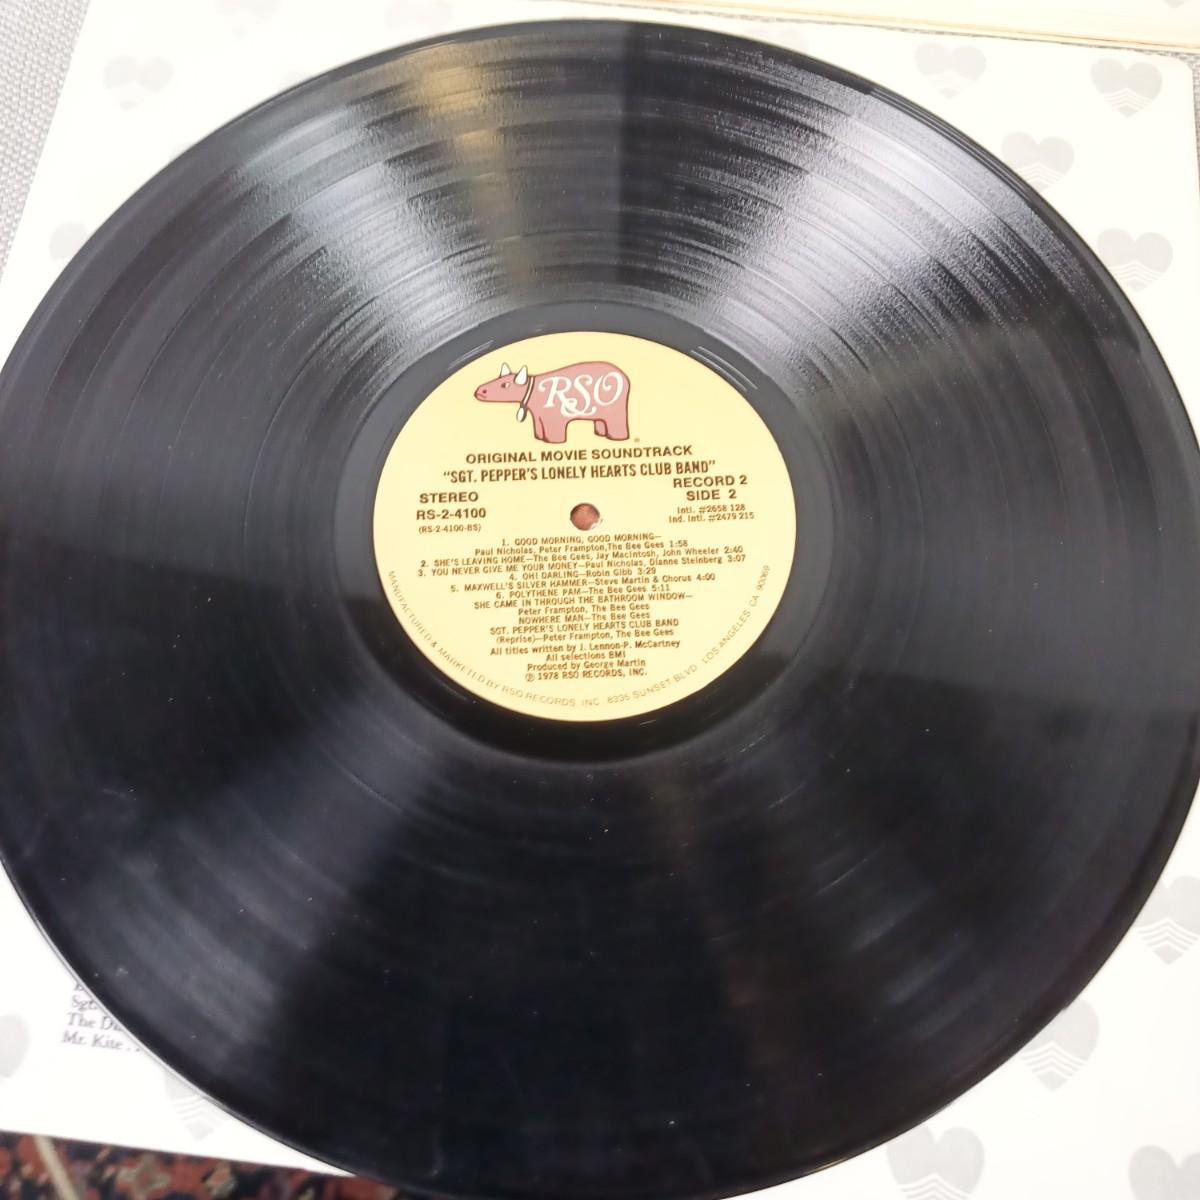 RSO
®
ORIGINAL MOVIE SOUNDTRACK
"SGT. PEPPER'S LONELY HEARTS CLUB BAND"
STEREO
RS-2-4100
(RS-2-4100-BS)
RECORD 2
SIDE 2
Intl. #2658 128
Ind. Intl. #2479 215
1. GOOD MORNING, GOOD MORNING—
Paul Nicholas, Peter Frampton,The Bee Gees 1:58
2. SHE'S LEAVING HOME—The Bee Gees, Jay Macintosh, John Wheeler 2:40
3. YOU NEVER GIVE ME YOUR MONEY—Paul Nicholas, Dianne Steinberg 3:07
4. OH! DARLING—Robin Gibb 3:29
5. MAXWELL'S SILVER HAMMER—Steve Martin & Chorus 4:00
6. POLYTHENE PAM—The Bee Gees 5:11
SHE CAME IN THROUGH THE BATHROOM WINDOW—
Peter Frampton, The Bee Gees
NOWHERE MAN—The Bee Gees
SGT. PEPPER'S LONELY HEARTS CLUB BAND
(Reprise)—Peter Frampton, The Bee Gees
All titles written by J. Lennon-P. McCartney
All selections BMI
Produced by George Martin
℗ 1978 RSO RECORDS, INC.
MANUFACTURED & MARKETED BY RSO RECORDS, INC. 8335 SUNSET BLVD. LOS ANGELES, CA. 90069
Sgt.
The
Mr. Kite . .